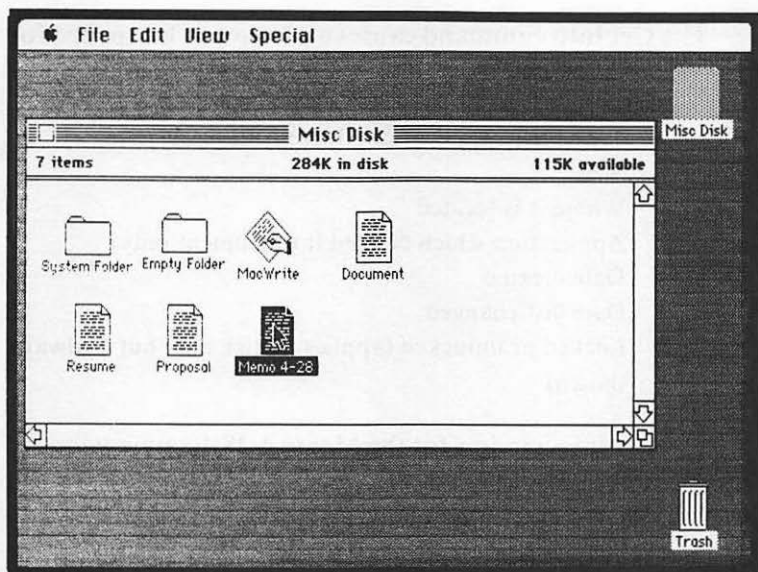 File Edit View Special
Misc Disk
Misc Disk
7 items 284K in disk 115K available
System Folder Empty Folder MacWrite Document
Resume Proposal Memo 4-28
Trash